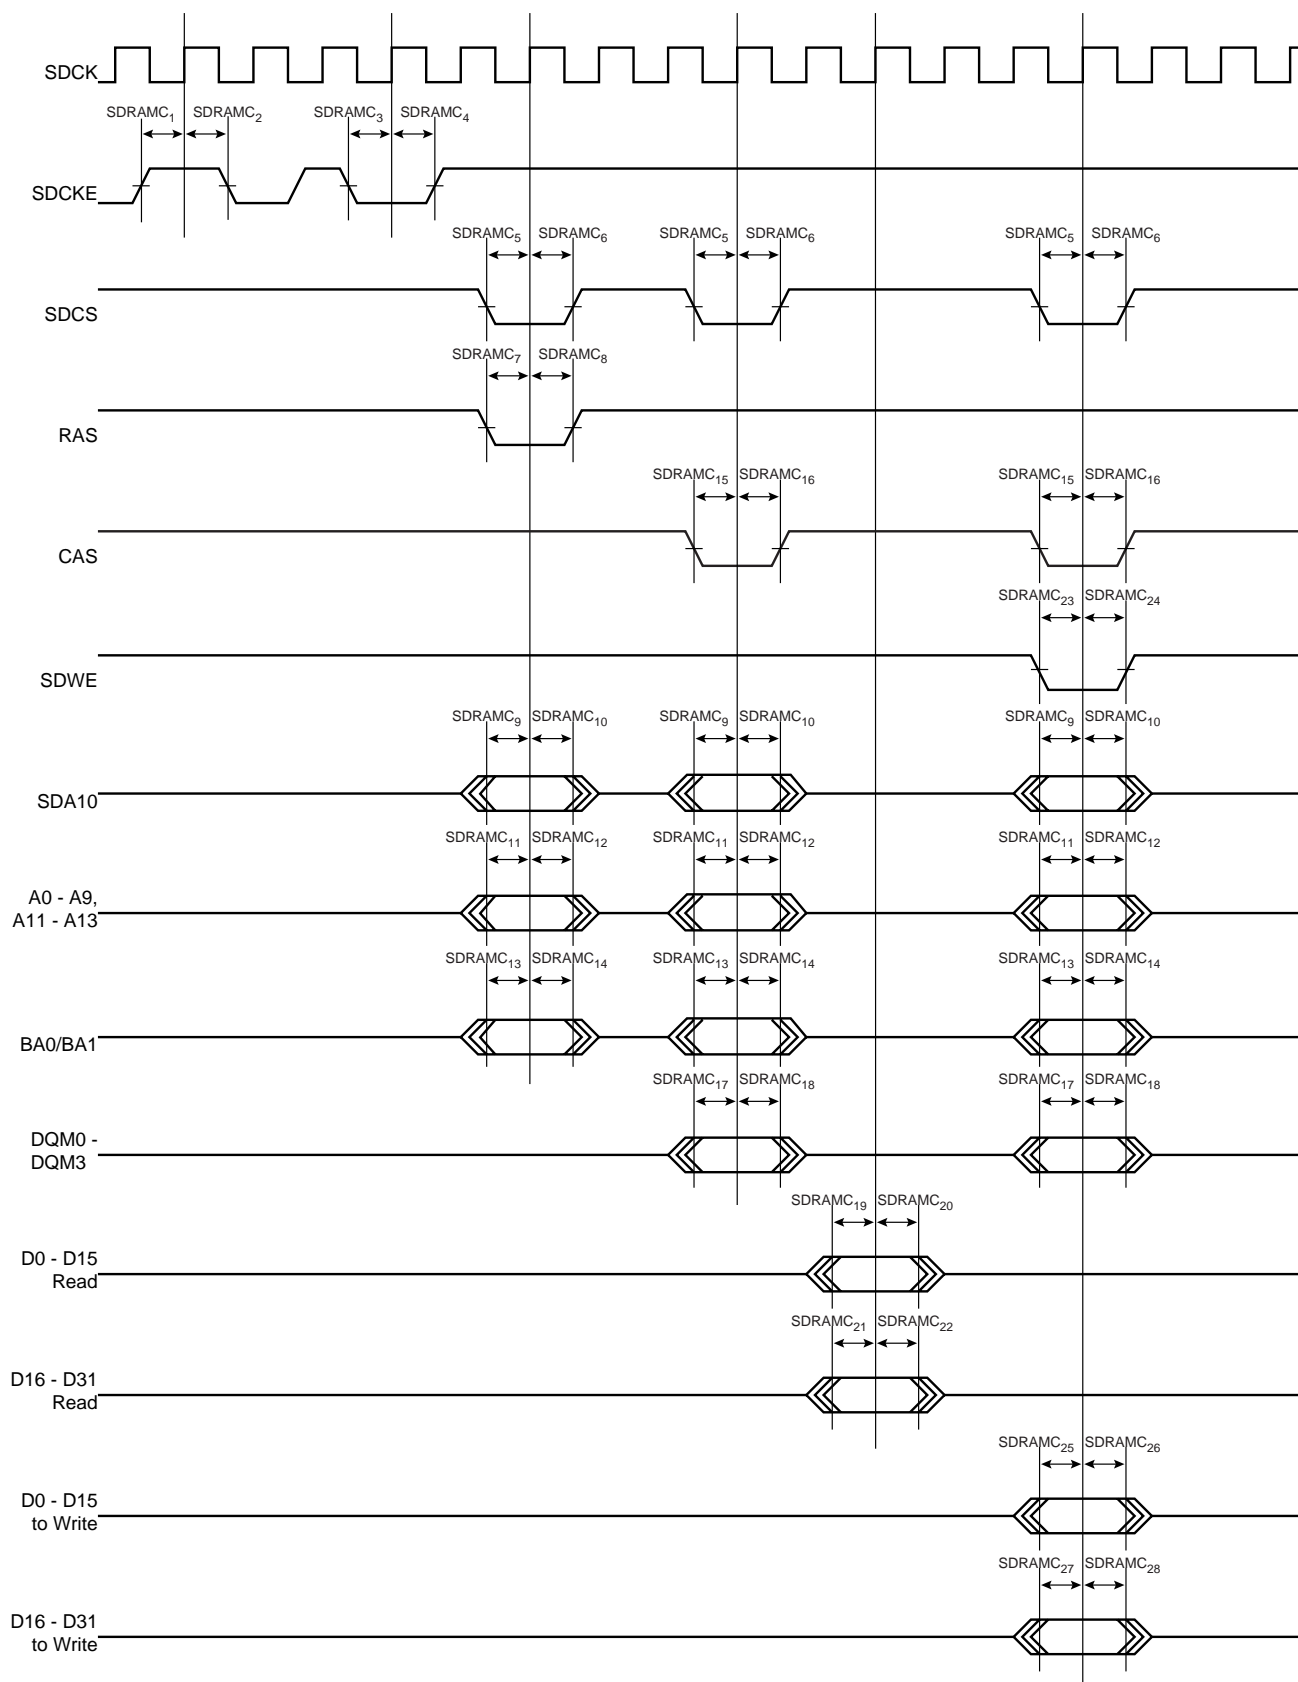 SDCK
SDRAMC1 SDRAMC2 SDRAMC3 SDRAMC4
SDCKE
SDRAMC5 SDRAMC6 SDRAMC5 SDRAMC6 SDRAMC5 SDRAMC6
SDCS
SDRAMC7 SDRAMC8
RAS
SDRAMC15 SDRAMC16 SDRAMC15 SDRAMC16
CAS
SDRAMC23 SDRAMC24
SDWE
SDRAMC9 SDRAMC10 SDRAMC9 SDRAMC10 SDRAMC9 SDRAMC10
SDA10
SDRAMC11 SDRAMC12 SDRAMC11 SDRAMC12 SDRAMC11 SDRAMC12
A0 - A9,
A11 - A13
SDRAMC13 SDRAMC14 SDRAMC13 SDRAMC14 SDRAMC13 SDRAMC14
BA0/BA1
SDRAMC17 SDRAMC18 SDRAMC17 SDRAMC18
DQM0 -
DQM3
SDRAMC19 SDRAMC20
D0 - D15
Read
SDRAMC21 SDRAMC22
D16 - D31
Read
SDRAMC25 SDRAMC26
D0 - D15
to Write
SDRAMC27 SDRAMC28
D16 - D31
to Write